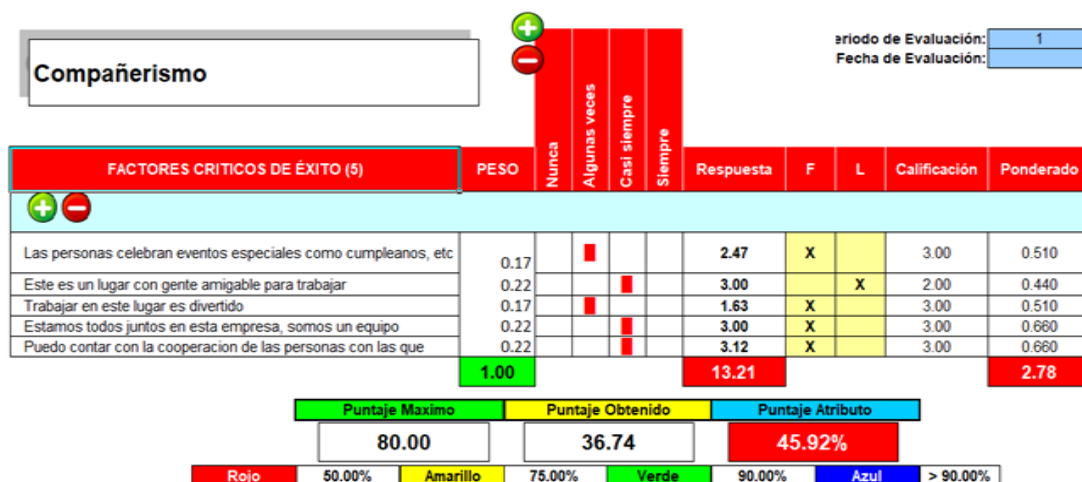 eriodo de Evaluación: 1
Fecha de Evaluación:
Compañerismo
FACTORES CRITICOS DE ÉXITO (5) PESO Nunca Algunas veces Casi siempre Siempre Respuesta F L Calificación Ponderado
Las personas celebran eventos especiales como cumpleanos, etc 0.17 2.47 X 3.00 0.510
Este es un lugar con gente amigable para trabajar 0.22 3.00 X 2.00 0.440
Trabajar en este lugar es divertido 0.17 1.63 X 3.00 0.510
Estamos todos juntos en esta empresa, somos un equipo 0.22 3.00 X 3.00 0.660
Puedo contar con la cooperacion de las personas con las que 0.22 3.12 X 3.00 0.660
1.00 13.21 2.78
Puntaje Maximo Puntaje Obtenido Puntaje Atributo
80.00 36.74 45.92%
Rojo 50.00% Amarillo 75.00% Verde 90.00% Azul > 90.00%